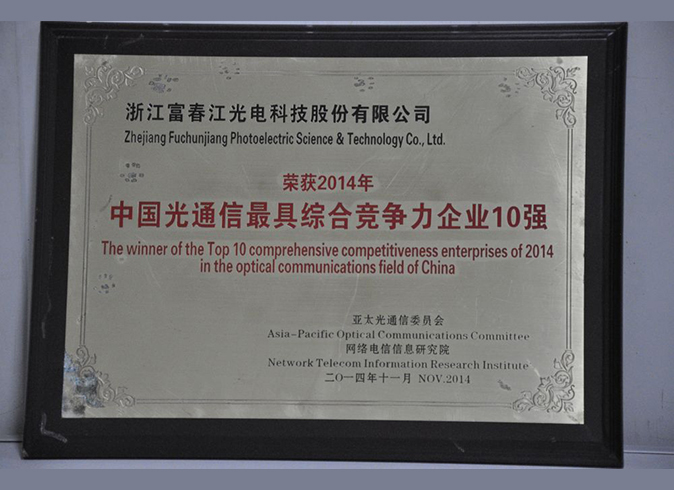 浙江富春江光电科技股份有限公司
Zhejiang Fuchunjiang Photoelectric Science & Technology Co., Ltd.
荣获2014年
中国光通信最具综合竞争力企业10强
The winner of the Top 10 comprehensive competitiveness enterprises of 2014
in the optical communications field of China
亚太光通信委员会
Asia-Pacific Optical Communications Committee
网络电信信息研究院
Network Telecom Information Research Institute
二〇一四年十一月 NOV.2014